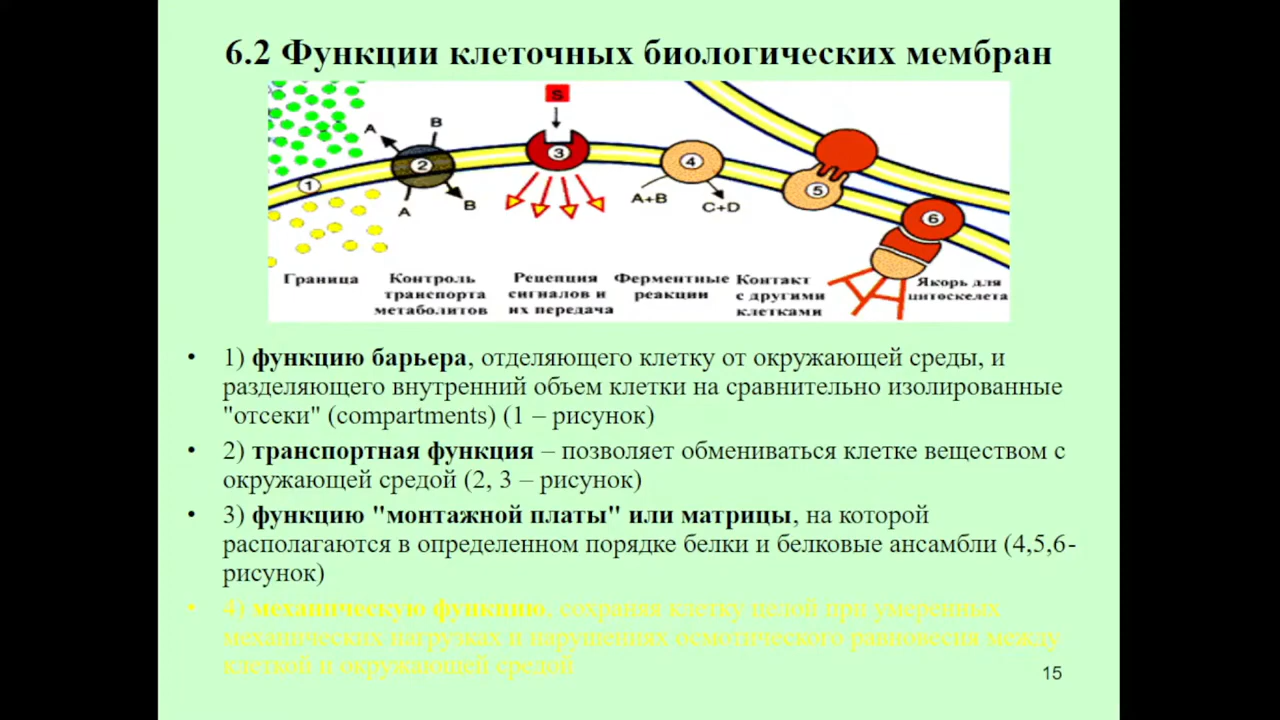 6.2 Функции клеточных биологических мембран
S
B
A
3
2
4
1
5
A+B
C+D
B
A
6
Граница
Контроль
транспорта
метаболитов
Рецепция
сигналов и
их передача
Ферментные
реакции
Контакт
с другими
клетками
Якорь для
цитоскелета
• 1) функцию барьера, отделяющего клетку от окружающей среды, и
разделяющего внутренний объем клетки на сравнительно изолированные
"отсеки" (compartments) (1 – рисунок)
• 2) транспортная функция – позволяет обмениваться клетке веществом с
окружающей средой (2, 3 – рисунок)
• 3) функцию "монтажной платы" или матрицы, на которой
располагаются в определенном порядке белки и белковые ансамбли (4,5,6-
рисунок)
• 4) механическую функцию, сохраняя клетку целой при умеренных
механических нагрузках и нарушениях осмотического равновесия между
клеткой и окружающей средой
15